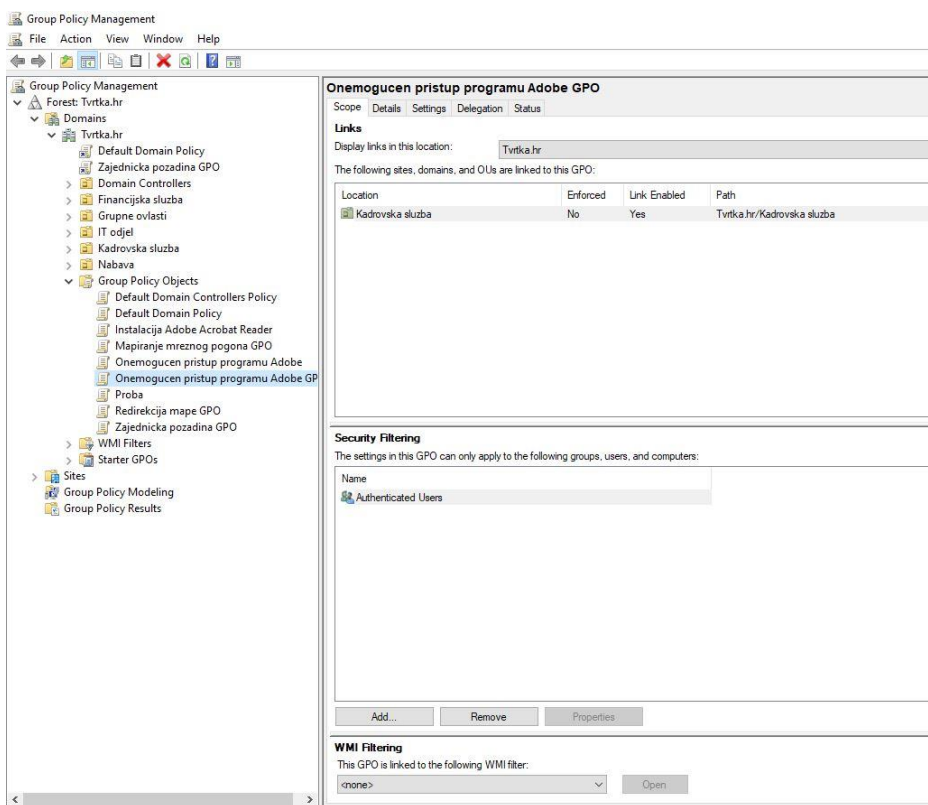 Group Policy Management
File Action View Window Help
Group Policy Management
Forest: Tvrtka.hr
Domains
Tvrtka.hr
Default Domain Policy
Zajednicka pozadina GPO
Domain Controllers
Financijska sluzba
Grupne ovlasti
IT odjel
Kadrovska sluzba
Nabava
Group Policy Objects
Default Domain Controllers Policy
Default Domain Policy
Instalacija Adobe Acrobat Reader
Mapiranje mreznog pogona GPO
Onemogucen pristup programu Adobe
Onemogucen pristup programu Adobe GP
Proba
Redirekcija mape GPO
Zajednicka pozadina GPO
WMI Filters
Starter GPOs
Sites
Group Policy Modeling
Group Policy Results
Onemogucen pristup programu Adobe GPO
Scope Details Settings Delegation Status
Links
Display links in this location: Tvrtka.hr
The following sites, domains, and OUs are linked to this GPO:
Location Enforced Link Enabled Path
Kadrovska sluzba No Yes Tvrtka.hr/Kadrovska sluzba
Security Filtering
The settings in this GPO can only apply to the following groups, users, and computers:
Name
Authenticated Users
Add... Remove Properties
WMI Filtering
This GPO is linked to the following WMI filter:
<none> Open